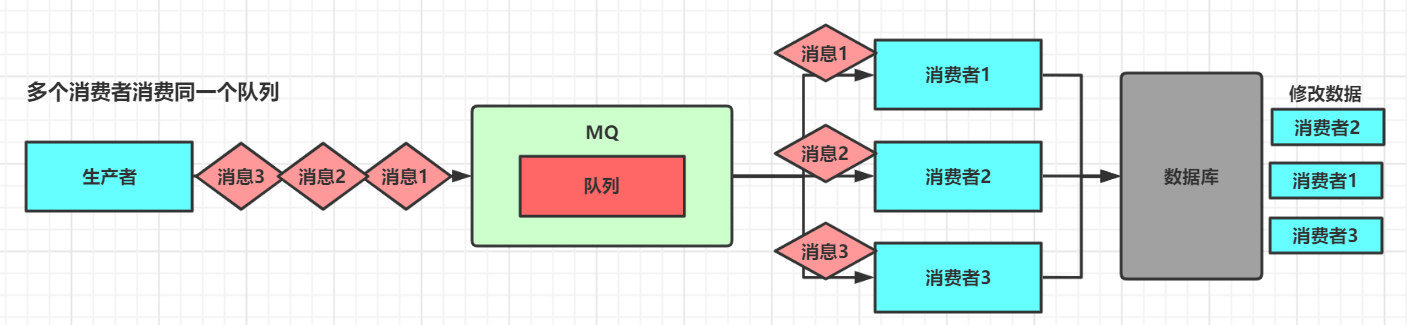 多个消费者消费同一个队列
生产者
消息3
消息2
消息1
MQ
队列
消息1
消费者1
消息2
消费者2
消息3
消费者3
数据库
修改数据
消费者2
消费者1
消费者3